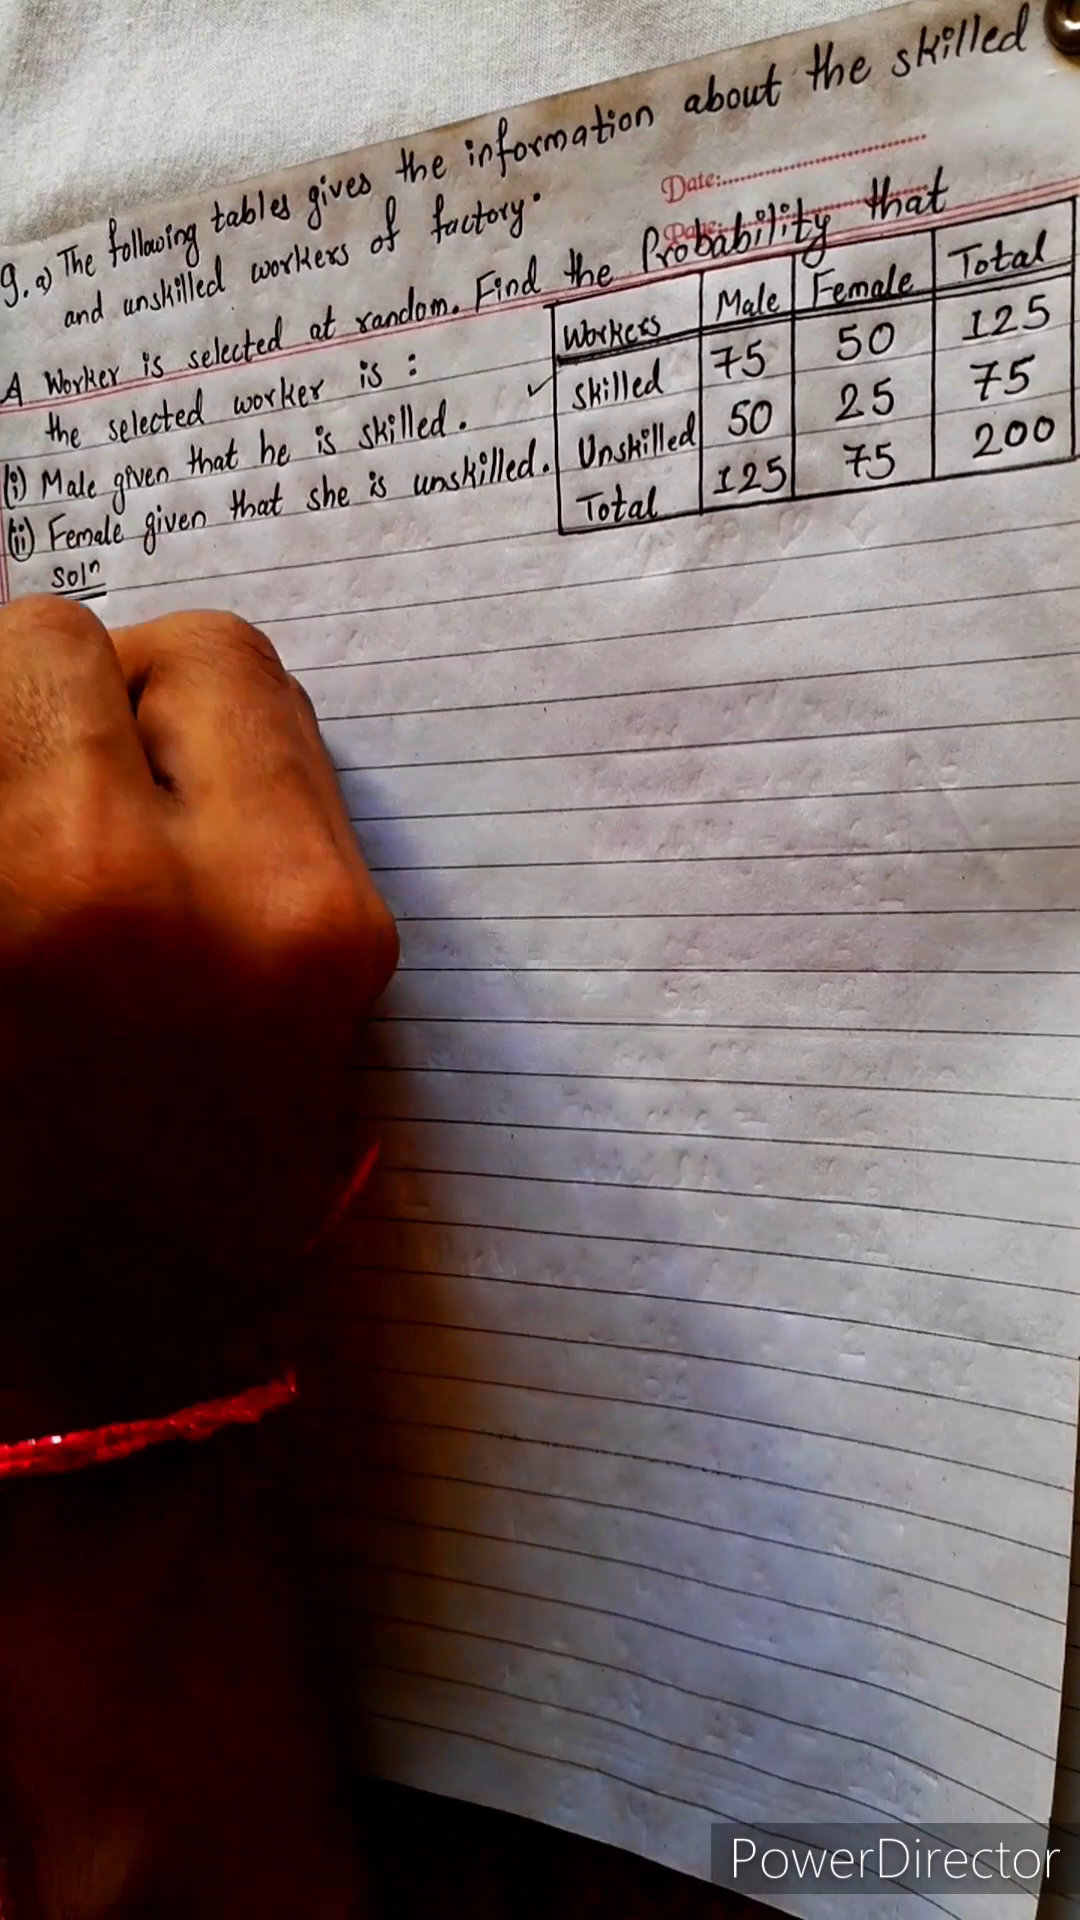 9. a) The following tables gives the information about the skilled
and unskilled workers of factory.
Date:
Page:
A Worker is selected at random. Find the Probability that
the selected worker is :
(i) Male given that he is skilled.
(ii) Female given that she is unskilled.
Workers Male Female Total
Skilled 75 50 125
Unskilled 50 25 75
Total 125 75 200
Solⁿ
PowerDirector